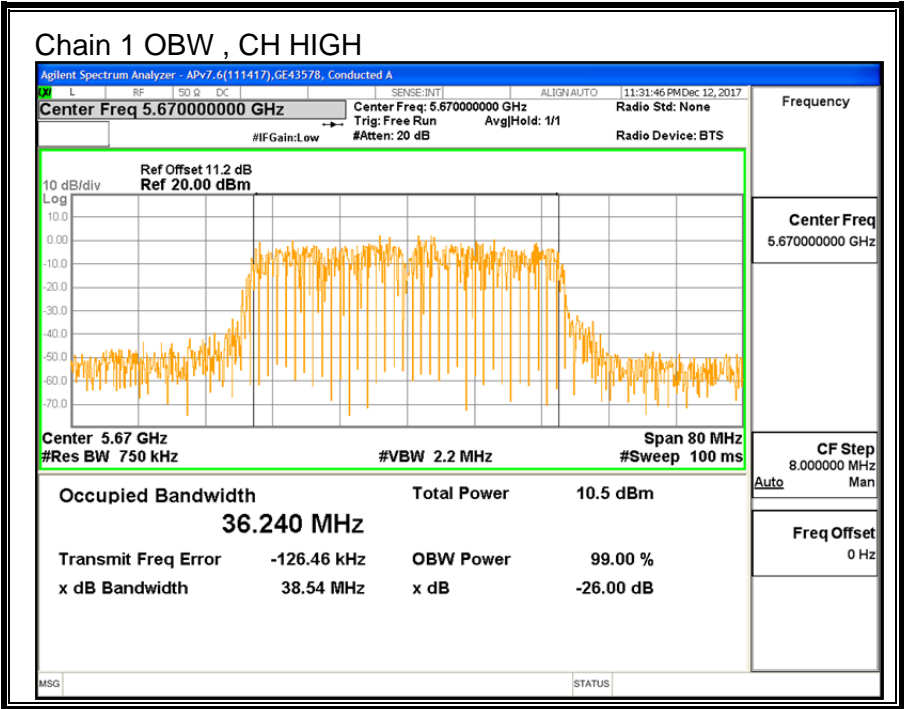 Chain 1 OBW , CH HIGH
Agilent Spectrum Analyzer - APv7.6(111417),GE43578, Conducted A
LXI L RF 50 Ω DC SENSE:INT ALIGN AUTO 11:31:46 PM Dec 12, 2017
Center Freq 5.670000000 GHz
Center Freq: 5.670000000 GHz
Radio Std: None
Trig: Free Run Avg|Hold: 1/1
#IFGain:Low #Atten: 20 dB Radio Device: BTS
Frequency
Ref Offset 11.2 dB
10 dB/div Ref 20.00 dBm
Log
10.0
0.00
-10.0
-20.0
-30.0
-40.0
-50.0
-60.0
-70.0
Center 5.67 GHz Span 80 MHz
#Res BW 750 kHz #VBW 2.2 MHz #Sweep 100 ms
Center Freq
5.670000000 GHz
CF Step
8.000000 MHz
Auto Man
Freq Offset
0 Hz
Occupied Bandwidth Total Power 10.5 dBm
36.240 MHz
Transmit Freq Error -126.46 kHz OBW Power 99.00 %
x dB Bandwidth 38.54 MHz x dB -26.00 dB
MSG STATUS